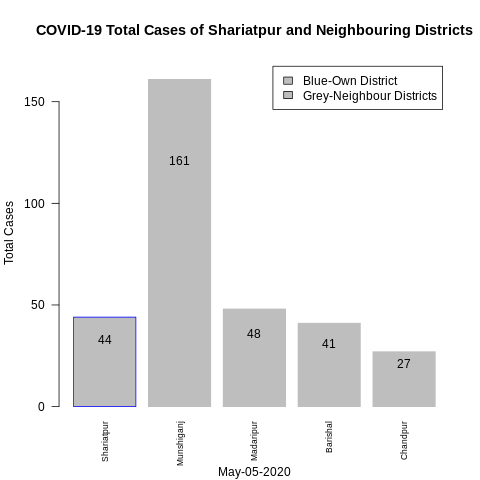 COVID-19 Total Cases of Shariatpur and Neighbouring Districts
Blue-Own District
Grey-Neighbour Districts
Total Cases
150
100
50
0
44
161
48
41
27
Shariatpur
Munshiganj
Madaripur
Barishal
Chandpur
May-05-2020